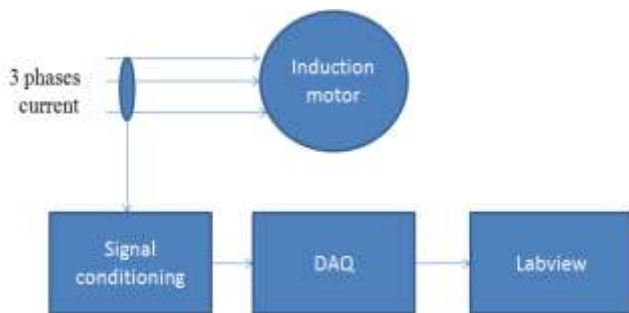 3 phases
current
Induction
motor
Signal
conditioning
DAQ
Labview